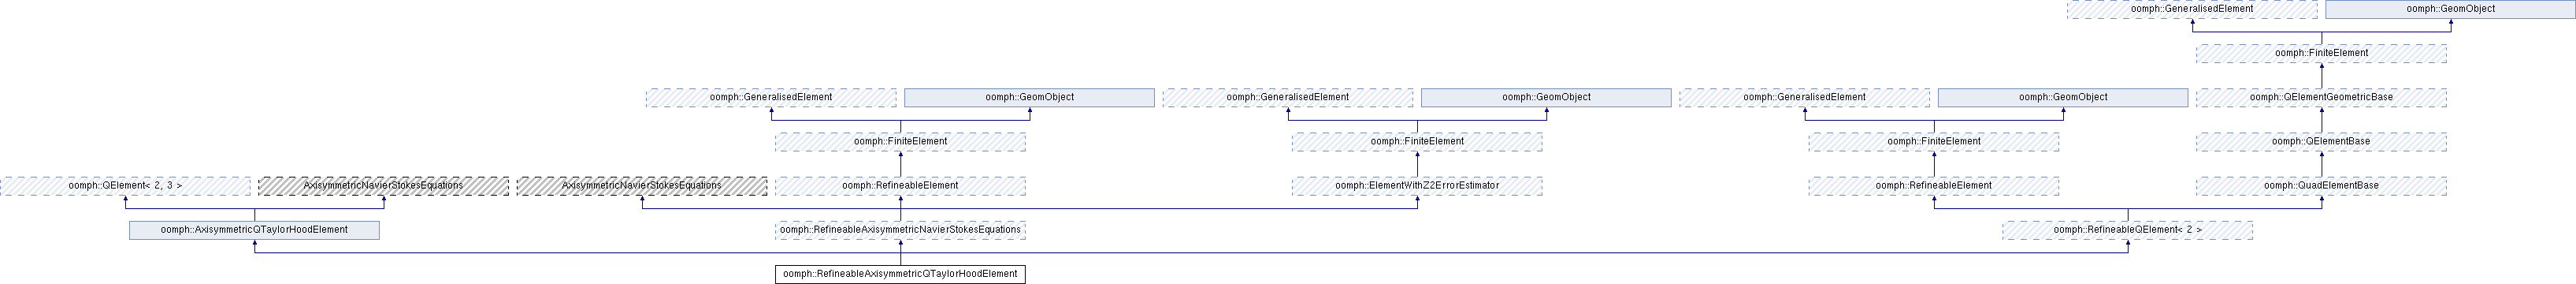 oomph::GeneralisedElement oomph::GeomObject
oomph::FiniteElement
oomph::GeneralisedElement oomph::GeomObject oomph::GeneralisedElement oomph::GeomObject oomph::GeneralisedElement oomph::GeomObject oomph::QElementGeometricBase
oomph::FiniteElement oomph::FiniteElement oomph::FiniteElement oomph::QElementBase
oomph::QElement< 2, 3 > AxisymmetricNavierStokesEquations AxisymmetricNavierStokesEquations oomph::RefineableElement oomph::ElementWithZ2ErrorEstimator oomph::RefineableElement oomph::QuadElementBase
oomph::AxisymmetricQTaylorHoodElement oomph::RefineableAxisymmetricNavierStokesEquations oomph::RefineableQElement< 2 >
oomph::RefineableAxisymmetricQTaylorHoodElement